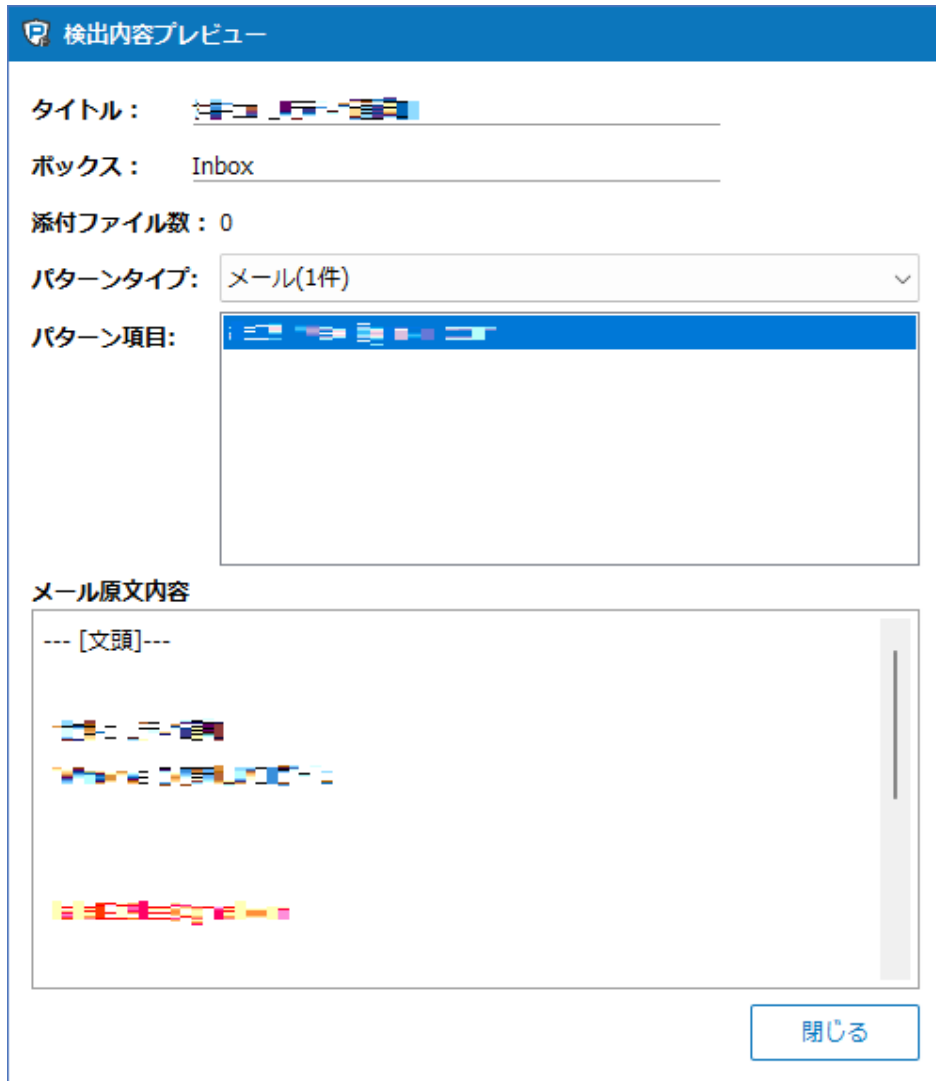 検出内容プレビュー
タイトル：
ボックス： Inbox
添付ファイル数： 0
パターンタイプ: メール(1件)
パターン項目:
メール原文内容
--- [文頭]---
閉じる